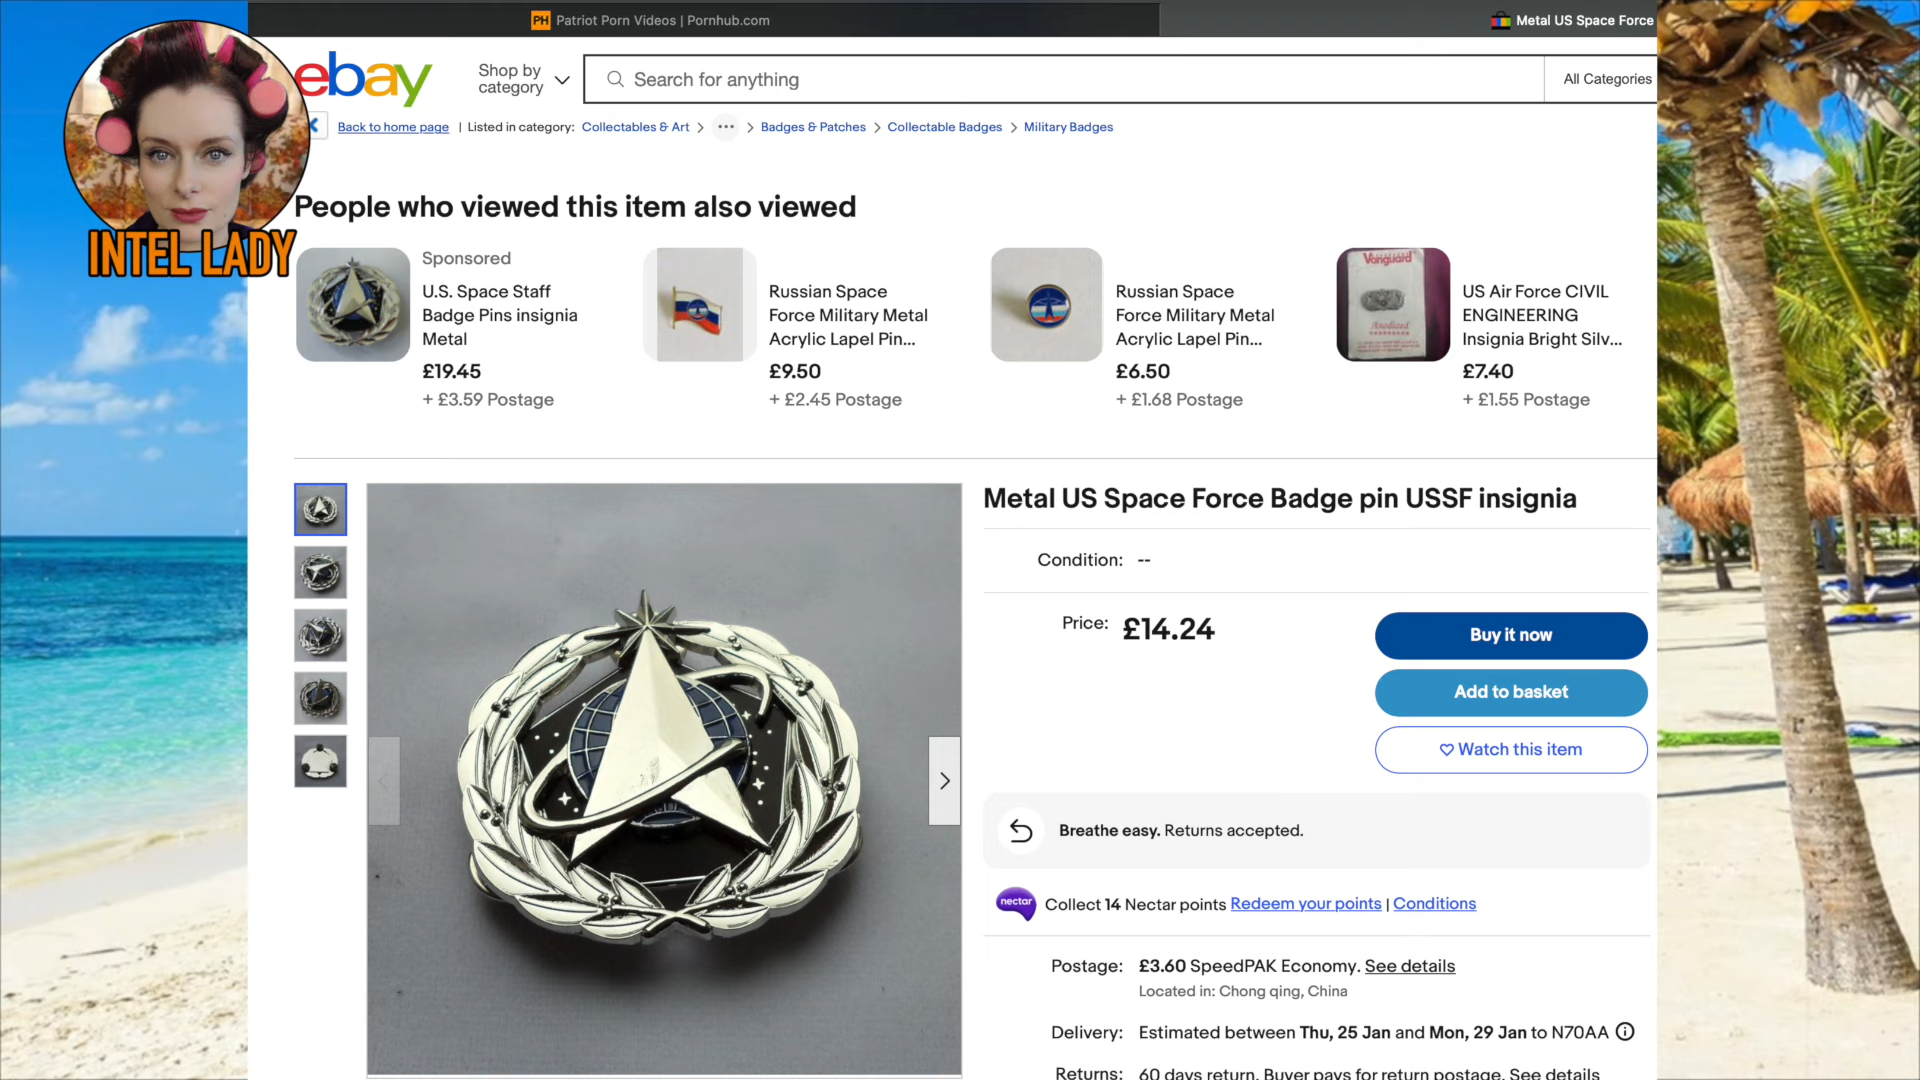 PH Patriot Porn Videos | Pornhub.com
Metal US Space Force
ebay
Shop by category
Search for anything
All Categories
Back to home page | Listed in category: Collectables & Art > ... > Badges & Patches > Collectable Badges > Military Badges
INTEL LADY
People who viewed this item also viewed
Sponsored
U.S. Space Staff
Badge Pins insignia
Metal
£19.45
+ £3.59 Postage
Russian Space
Force Military Metal
Acrylic Lapel Pin...
£9.50
+ £2.45 Postage
Russian Space
Force Military Metal
Acrylic Lapel Pin...
£6.50
+ £1.68 Postage
Vanguard
Anodized
US Air Force CIVIL
ENGINEERING
Insignia Bright Silv...
£7.40
+ £1.55 Postage
Metal US Space Force Badge pin USSF insignia
Condition: --
Price: £14.24
Buy it now
Add to basket
Watch this item
Breathe easy. Returns accepted.
nectar Collect 14 Nectar points Redeem your points | Conditions
Postage: £3.60 SpeedPAK Economy. See details
Located in: Chong qing, China
Delivery: Estimated between Thu, 25 Jan and Mon, 29 Jan to N70AA
Returns: 60 days return. Buyer pays for return postage. See details